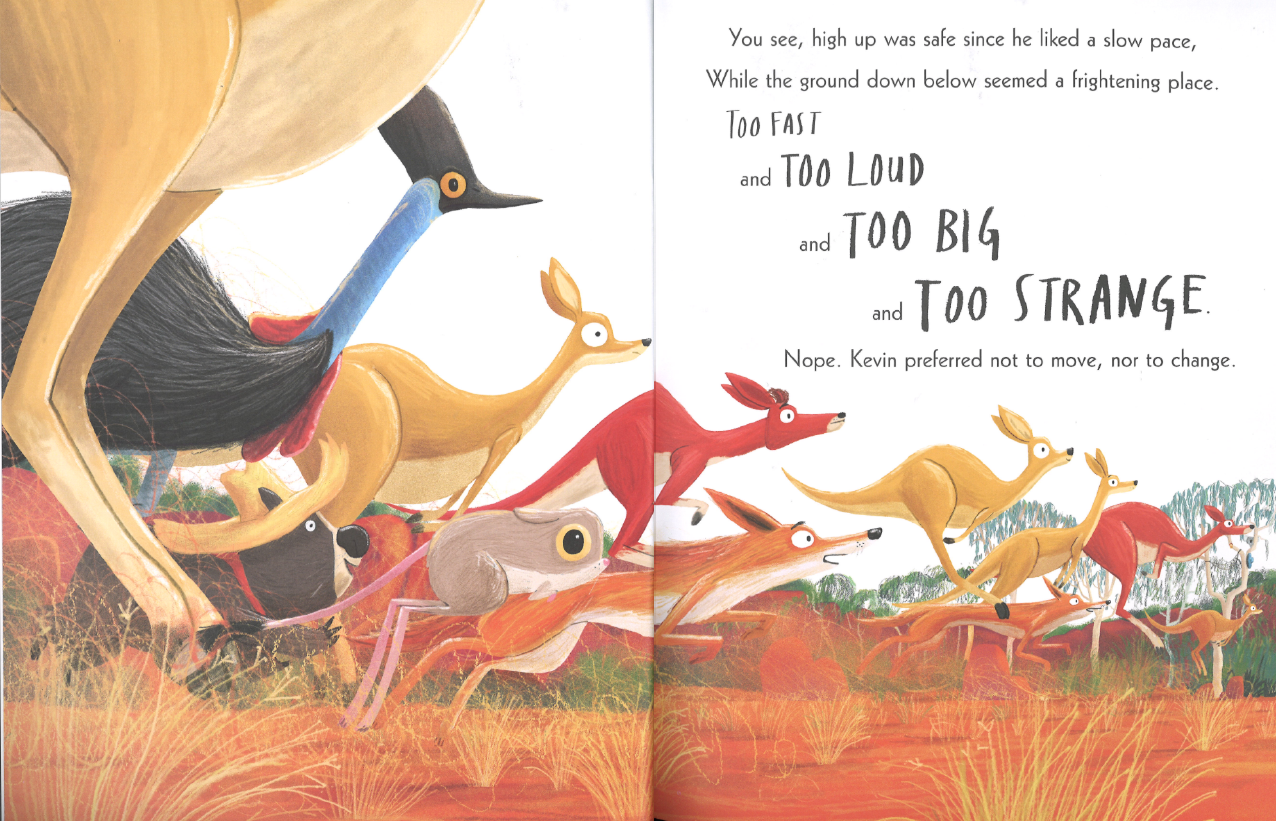 You see, high up was safe since he liked a slow pace,
While the ground down below seemed a frightening place.
TOO FAST
and TOO LOUD
and TOO BIG
and TOO STRANGE.
Nope. Kevin preferred not to move, nor to change.